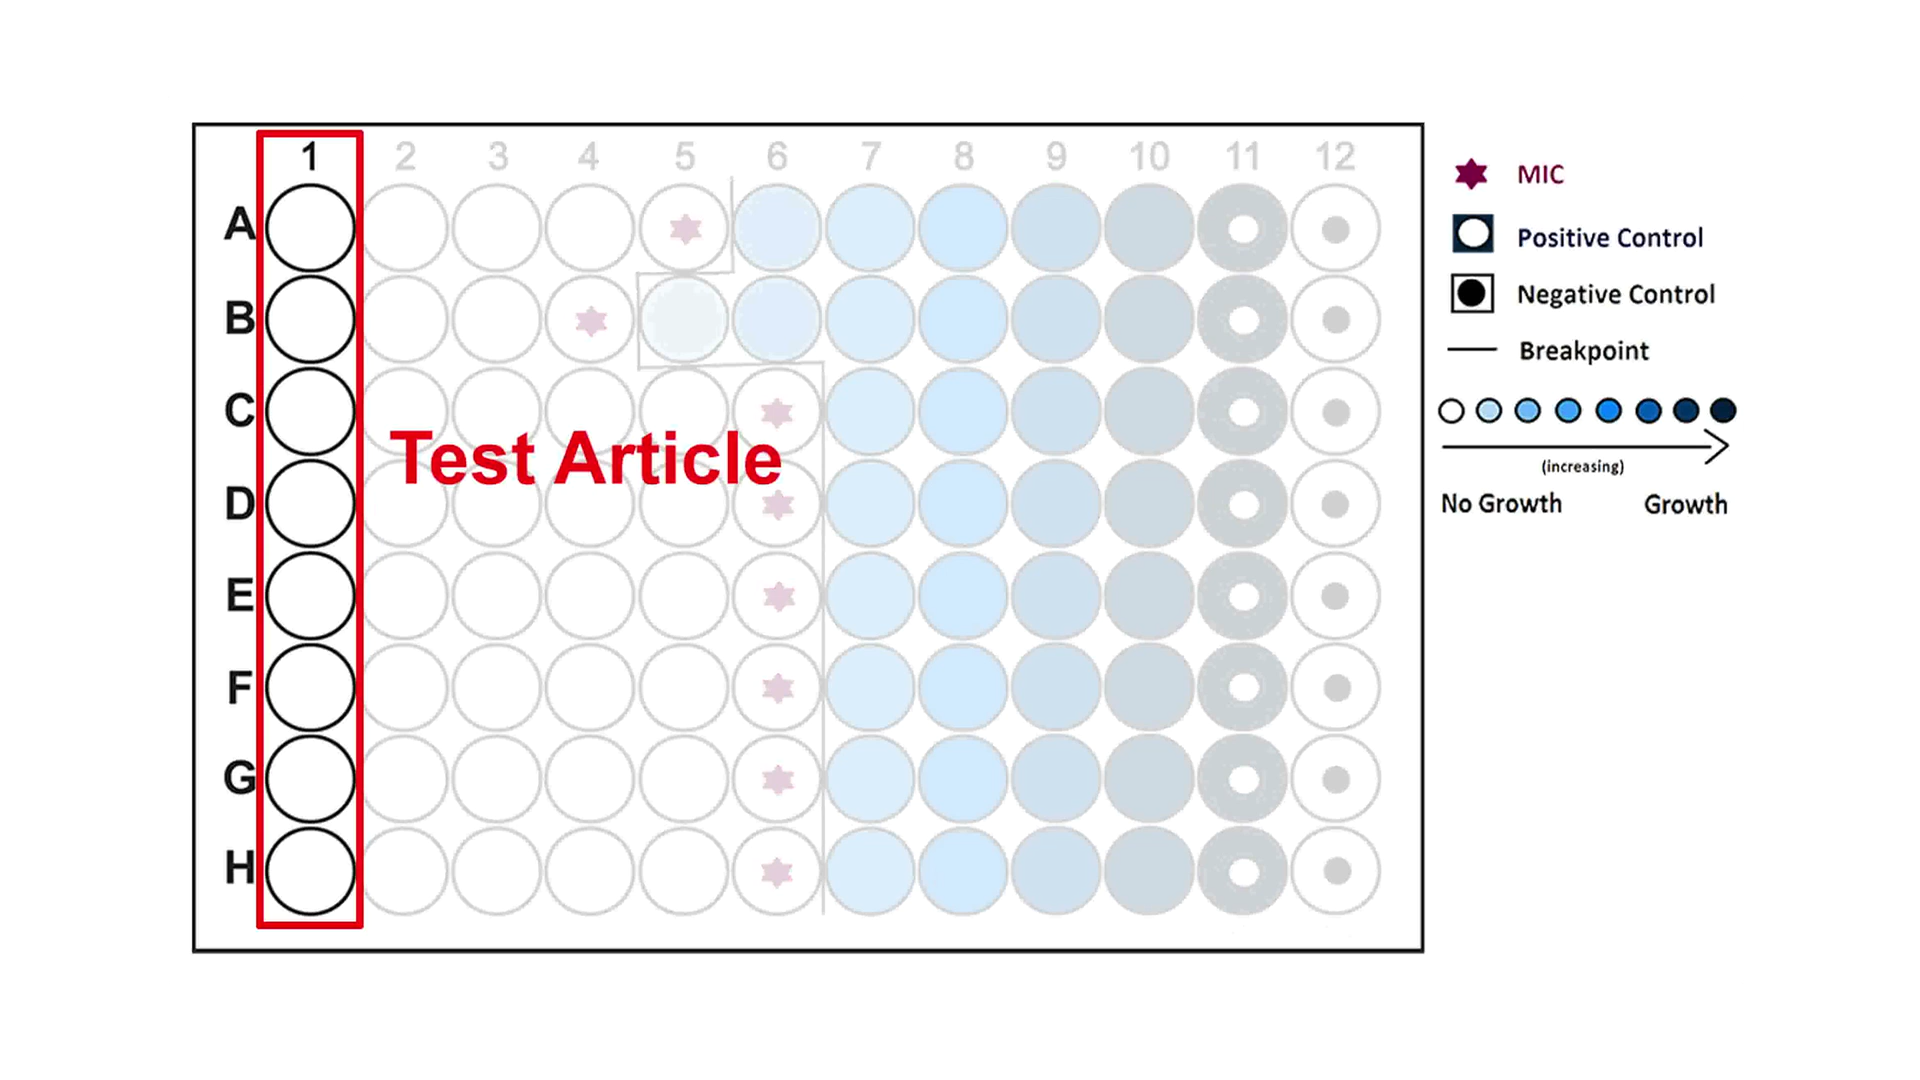 1 2 3 4 5 6 7 8 9 10 11 12
A
B
C
D
E
F
G
H
Test Article
MIC
Positive Control
Negative Control
Breakpoint
(increasing)
No Growth Growth